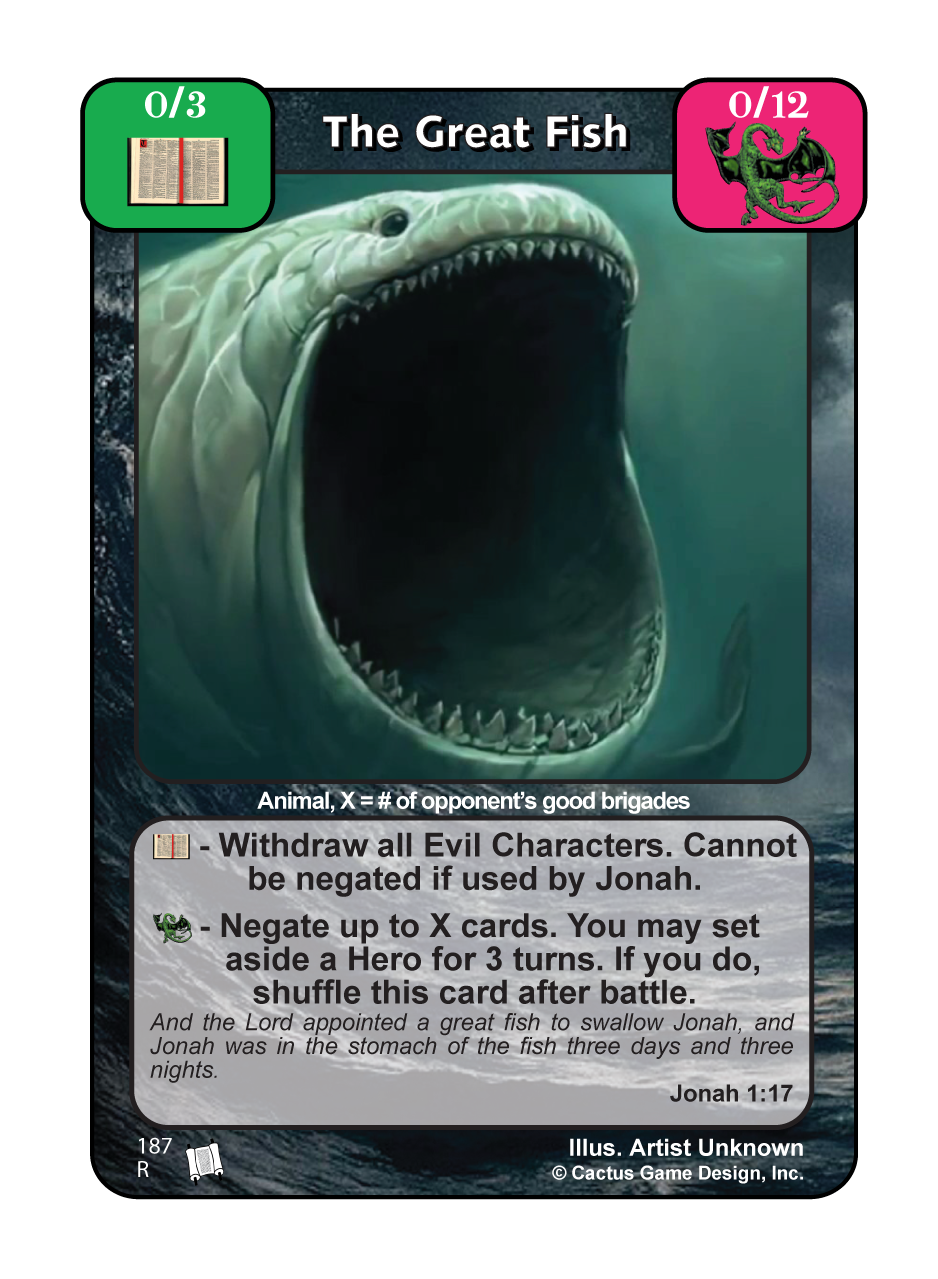 0/3
The Great Fish
0/12
Animal, X = # of opponent's good brigades
- Withdraw all Evil Characters. Cannot
be negated if used by Jonah.
- Negate up to X cards. You may set
aside a Hero for 3 turns. If you do,
shuffle this card after battle.
And the Lord appointed a great fish to swallow Jonah, and
Jonah was in the stomach of the fish three days and three
nights.
Jonah 1:17
187
R
Illus. Artist Unknown
© Cactus Game Design, Inc.